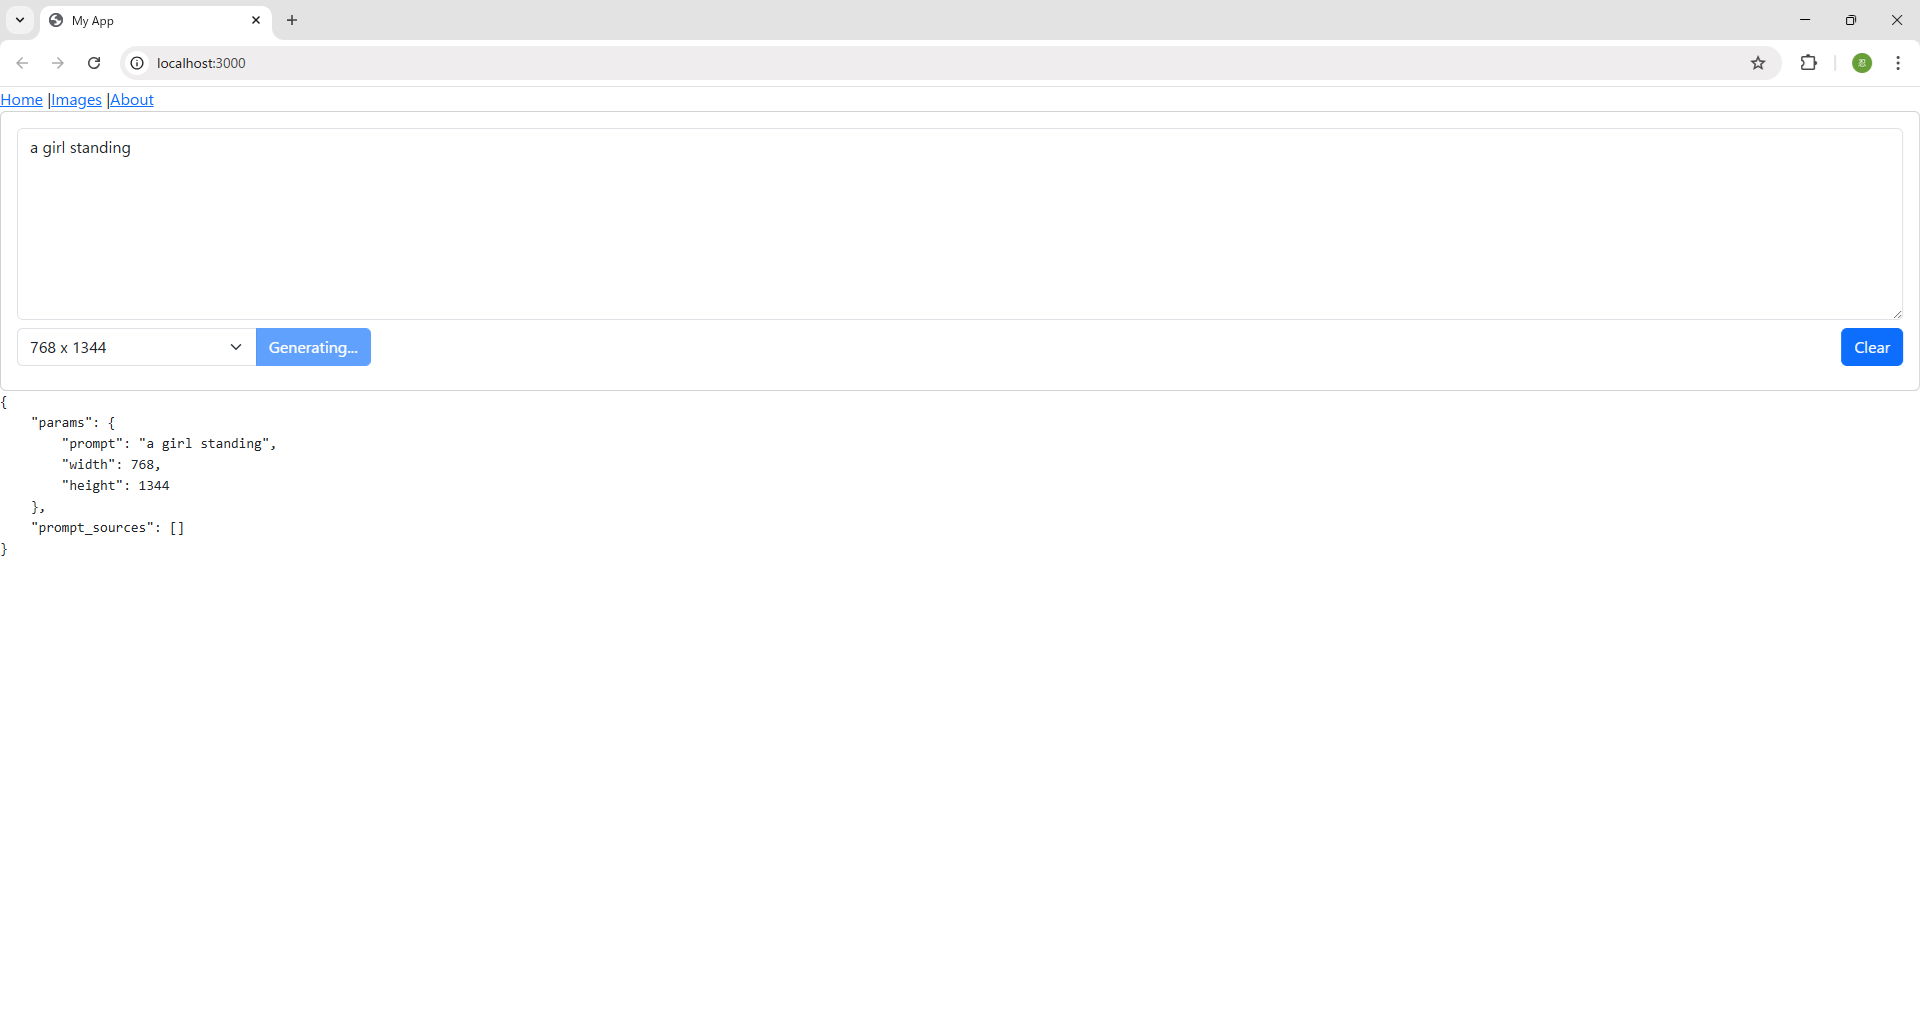 My App
localhost:3000
Home |Images |About
a girl standing
768 x 1344 Generating... Clear
{
    "params": {
        "prompt": "a girl standing",
        "width": 768,
        "height": 1344
    },
    "prompt_sources": []
}